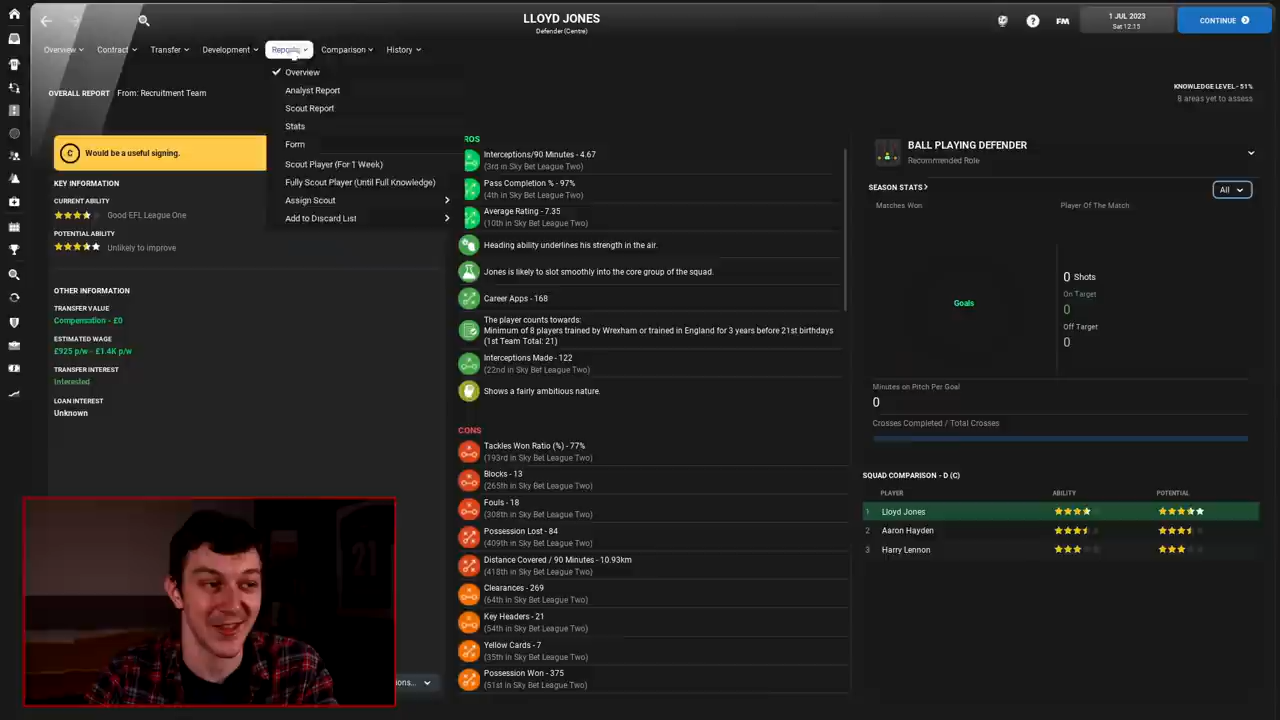 LLOYD JONES
Defender (Centre)
FM
1 JUL 2023
Sat 12:15
CONTINUE
Overview
Contract
Transfer
Development
Reports
Comparison
History
Overview
Analyst Report
Scout Report
Stats
Form
Scout Player (For 1 Week)
Fully Scout Player (Until Full Knowledge)
Assign Scout
Add to Discard List
OVERALL REPORT From: Recruitment Team
KNOWLEDGE LEVEL - 51%
8 areas yet to assess
C Would be a useful signing.
KEY INFORMATION
CURRENT ABILITY
Good EFL League One
POTENTIAL ABILITY
Unlikely to improve
OTHER INFORMATION
TRANSFER VALUE
Compensation - £0
ESTIMATED WAGE
£925 p/w - £1.4K p/w
TRANSFER INTEREST
Interested
LOAN INTEREST
Unknown
ROS
Interceptions/90 Minutes - 4.67
(3rd in Sky Bet League Two)
Pass Completion % - 97%
(4th in Sky Bet League Two)
Average Rating - 7.35
(10th in Sky Bet League Two)
Heading ability underlines his strength in the air.
Jones is likely to slot smoothly into the core group of the squad.
Career Apps - 168
The player counts towards:
Minimum of 8 players trained by Wrexham or trained in England for 3 years before 21st birthdays
(1st Team Total: 21)
Interceptions Made - 122
(22nd in Sky Bet League Two)
Shows a fairly ambitious nature.
CONS
Tackles Won Ratio (%) - 77%
(193rd in Sky Bet League Two)
Blocks - 13
(265th in Sky Bet League Two)
Fouls - 18
(308th in Sky Bet League Two)
Possession Lost - 84
(409th in Sky Bet League Two)
Distance Covered / 90 Minutes - 10.93km
(418th in Sky Bet League Two)
Clearances - 269
(64th in Sky Bet League Two)
Key Headers - 21
(54th in Sky Bet League Two)
Yellow Cards - 7
(35th in Sky Bet League Two)
Possession Won - 375
(51st in Sky Bet League Two)
BALL PLAYING DEFENDER
Recommended Role
SEASON STATS
All
Matches Won
Player Of The Match
Goals
0 Shots
On Target
0
Off Target
0
Minutes on Pitch Per Goal
0
Crosses Completed / Total Crosses
SQUAD COMPARISON - D (C)
PLAYER ABILITY POTENTIAL
1 Lloyd Jones
2 Aaron Hayden
3 Harry Lennon
ons...
21